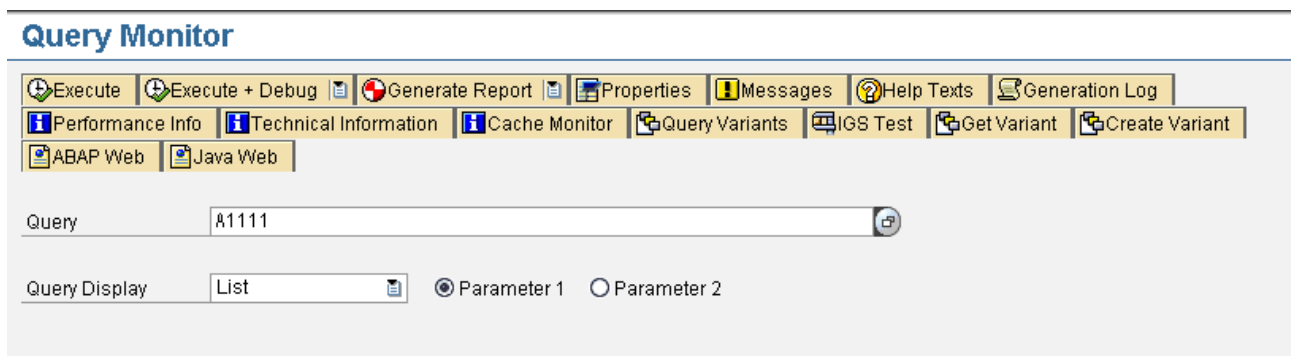 Query Monitor
Execute Execute + Debug Generate Report Properties Messages Help Texts Generation Log
Performance Info Technical Information Cache Monitor Query Variants IGS Test Get Variant Create Variant
ABAP Web Java Web
Query A1111
Query Display List Parameter 1 Parameter 2